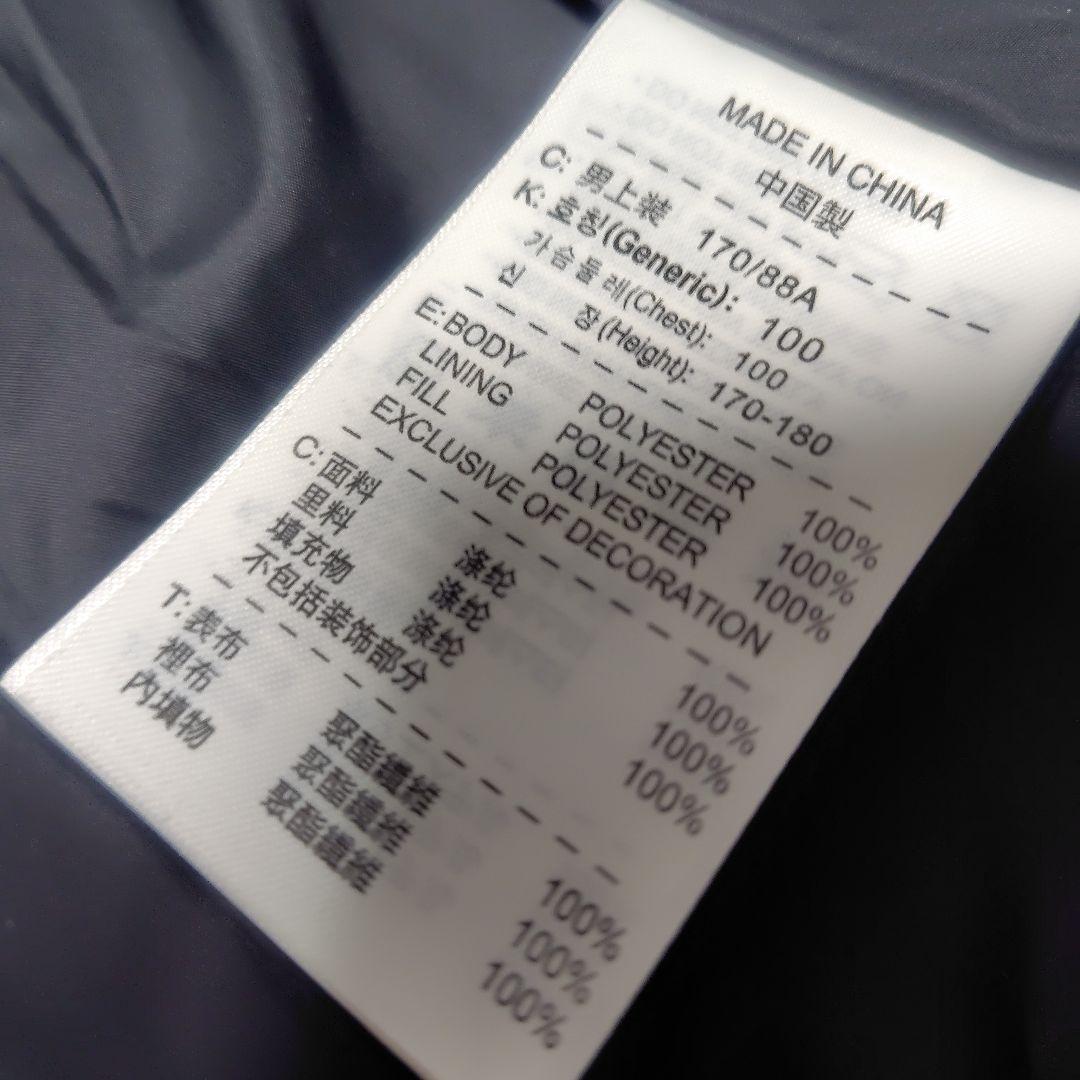 MADE IN CHINA
中国製
C: 男上装 170/88A
K: 호칭(Generic): 100
가슴둘레(Chest): 100
신 장(Height): 170-180
E: BODY POLYESTER 100%
LINING POLYESTER 100%
FILL POLYESTER 100%
EXCLUSIVE OF DECORATION
C: 面料 涤纶 100%
里料 涤纶 100%
填充物 涤纶 100%
不包括装饰部分
T: 表布 聚酯纖維 100%
裡布 聚酯纖維 100%
內填物 聚酯纖維 100%